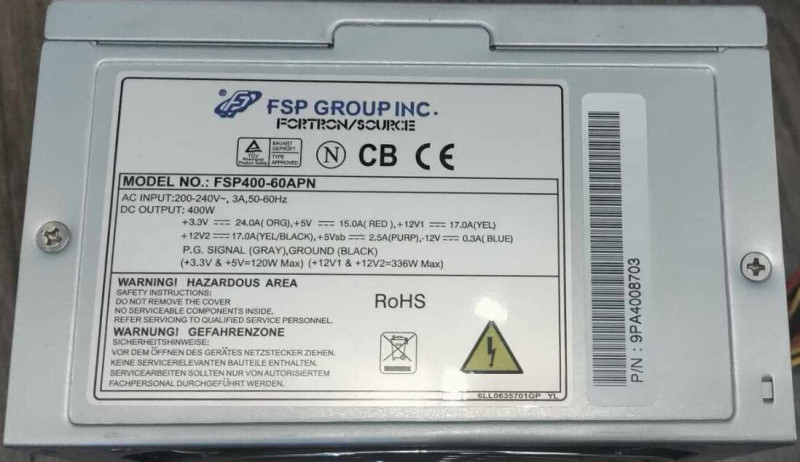 FSP GROUP INC.
FORTRON/SOURCE
BAUART
GEPRÜFT
TÜV
TYPE
APPROVED
N CB CE
MODEL NO.: FSP400-60APN
AC INPUT:200-240V~, 3A,50-60Hz
DC OUTPUT: 400W
+3.3V ⎓ 24.0A( ORG),+5V ⎓ 15.0A( RED ),+12V1 ⎓ 17.0A(YEL)
+12V2 ⎓ 17.0A(YEL/BLACK),+5Vsb ⎓ 2.5A(PURP),-12V ⎓ 0.3A( BLUE)
P.G. SIGNAL (GRAY),GROUND (BLACK)
(+3.3V & +5V=120W Max) (+12V1 & +12V2=336W Max)
WARNING! HAZARDOUS AREA
SAFETY INSTRUCTIONS:
DO NOT REMOVE THE COVER
NO SERVICEABLE COMPONENTS INSIDE.
REFER SERVICING TO QUALIFIED SERVICE PERSONNEL.
WARNUNG! GEFAHRENZONE
SICHERHEITSHINWEISE:
VOR DEM ÖFFNEN DES GERÄTES NETZSTECKER ZIEHEN.
KEINE SERVICERELEVANTEN BAUTEILE ENTHALTEN.
SERVICEARBEITEN SOLLTEN NUR VON AUTORISIERTEM
FACHPERSONAL DURCHGEFÜHRT WERDEN
RoHS
6LL0635701GP YL
P/N : 9PA4008703